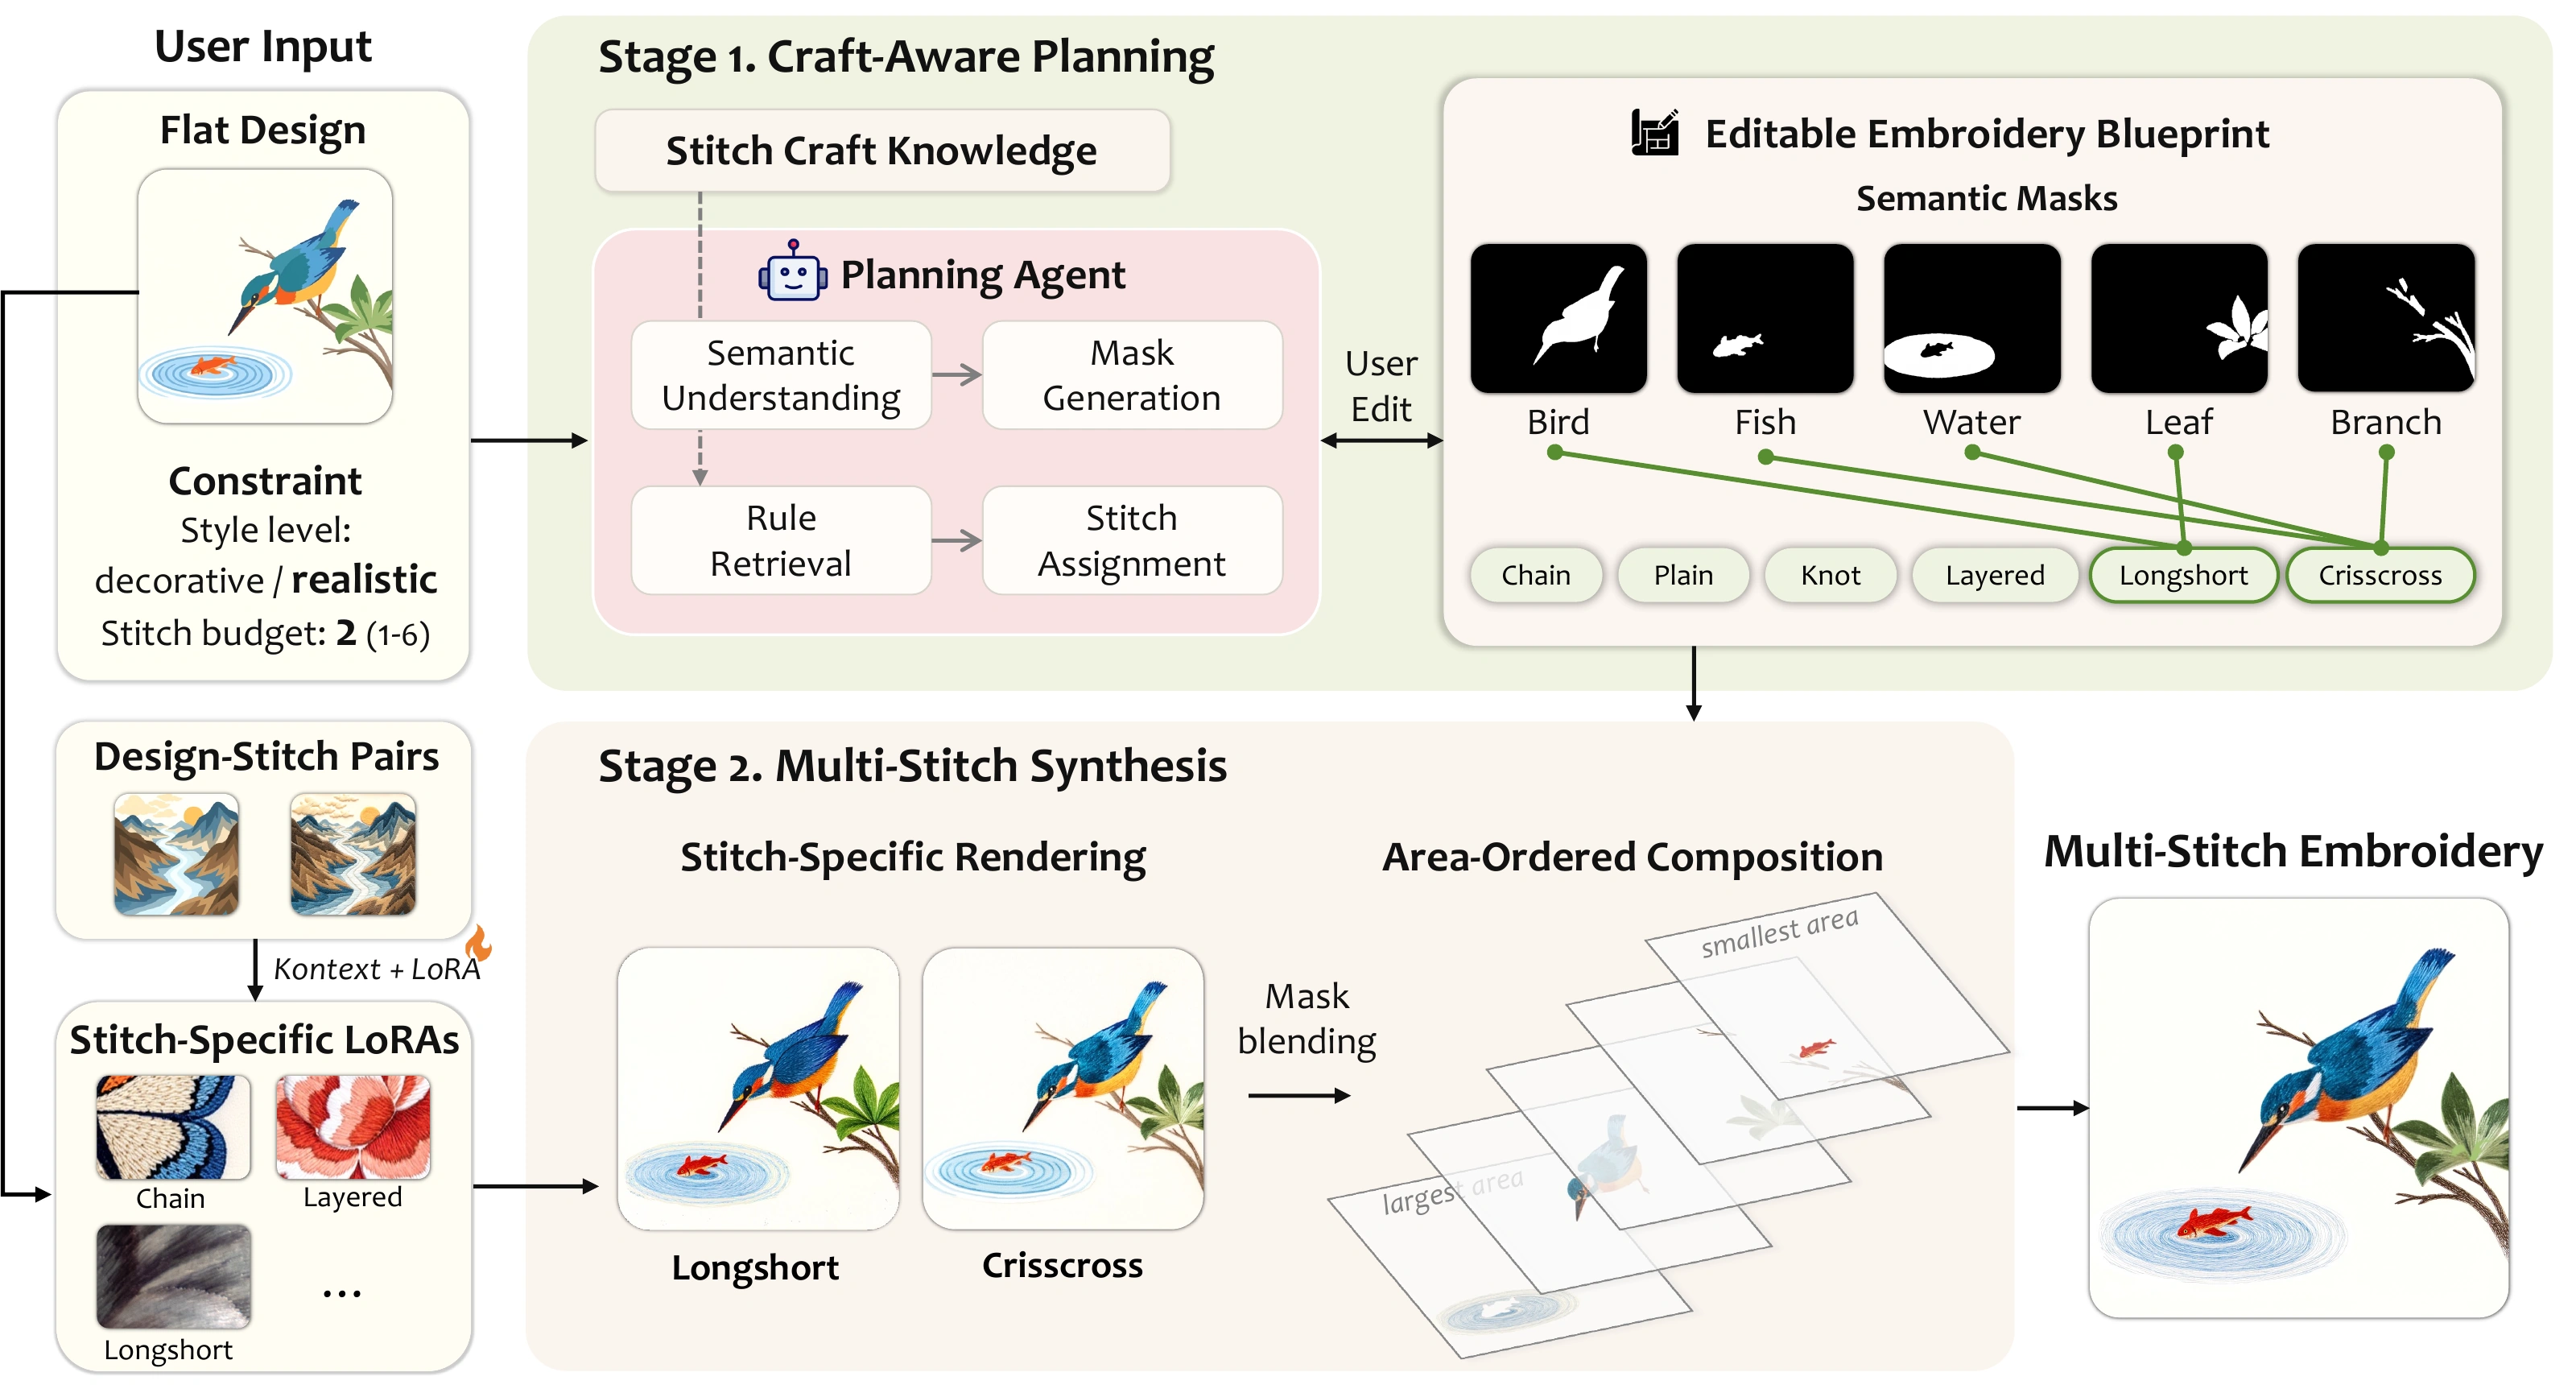 User Input
Flat Design
Constraint
Style level:
decorative / realistic
Stitch budget: 2 (1-6)
Stage 1. Craft-Aware Planning
Stitch Craft Knowledge
Planning Agent
Semantic
Understanding
Mask
Generation
Rule
Retrieval
Stitch
Assignment
User
Edit
Editable Embroidery Blueprint
Semantic Masks
Bird
Fish
Water
Leaf
Branch
Chain
Plain
Knot
Layered
Longshort
Crisscross
Design-Stitch Pairs
Kontext + LoRA
Stitch-Specific LoRAs
Chain
Layered
Longshort
...
Stage 2. Multi-Stitch Synthesis
Stitch-Specific Rendering
Longshort
Crisscross
Mask
blending
Area-Ordered Composition
smallest area
largest area
Multi-Stitch Embroidery